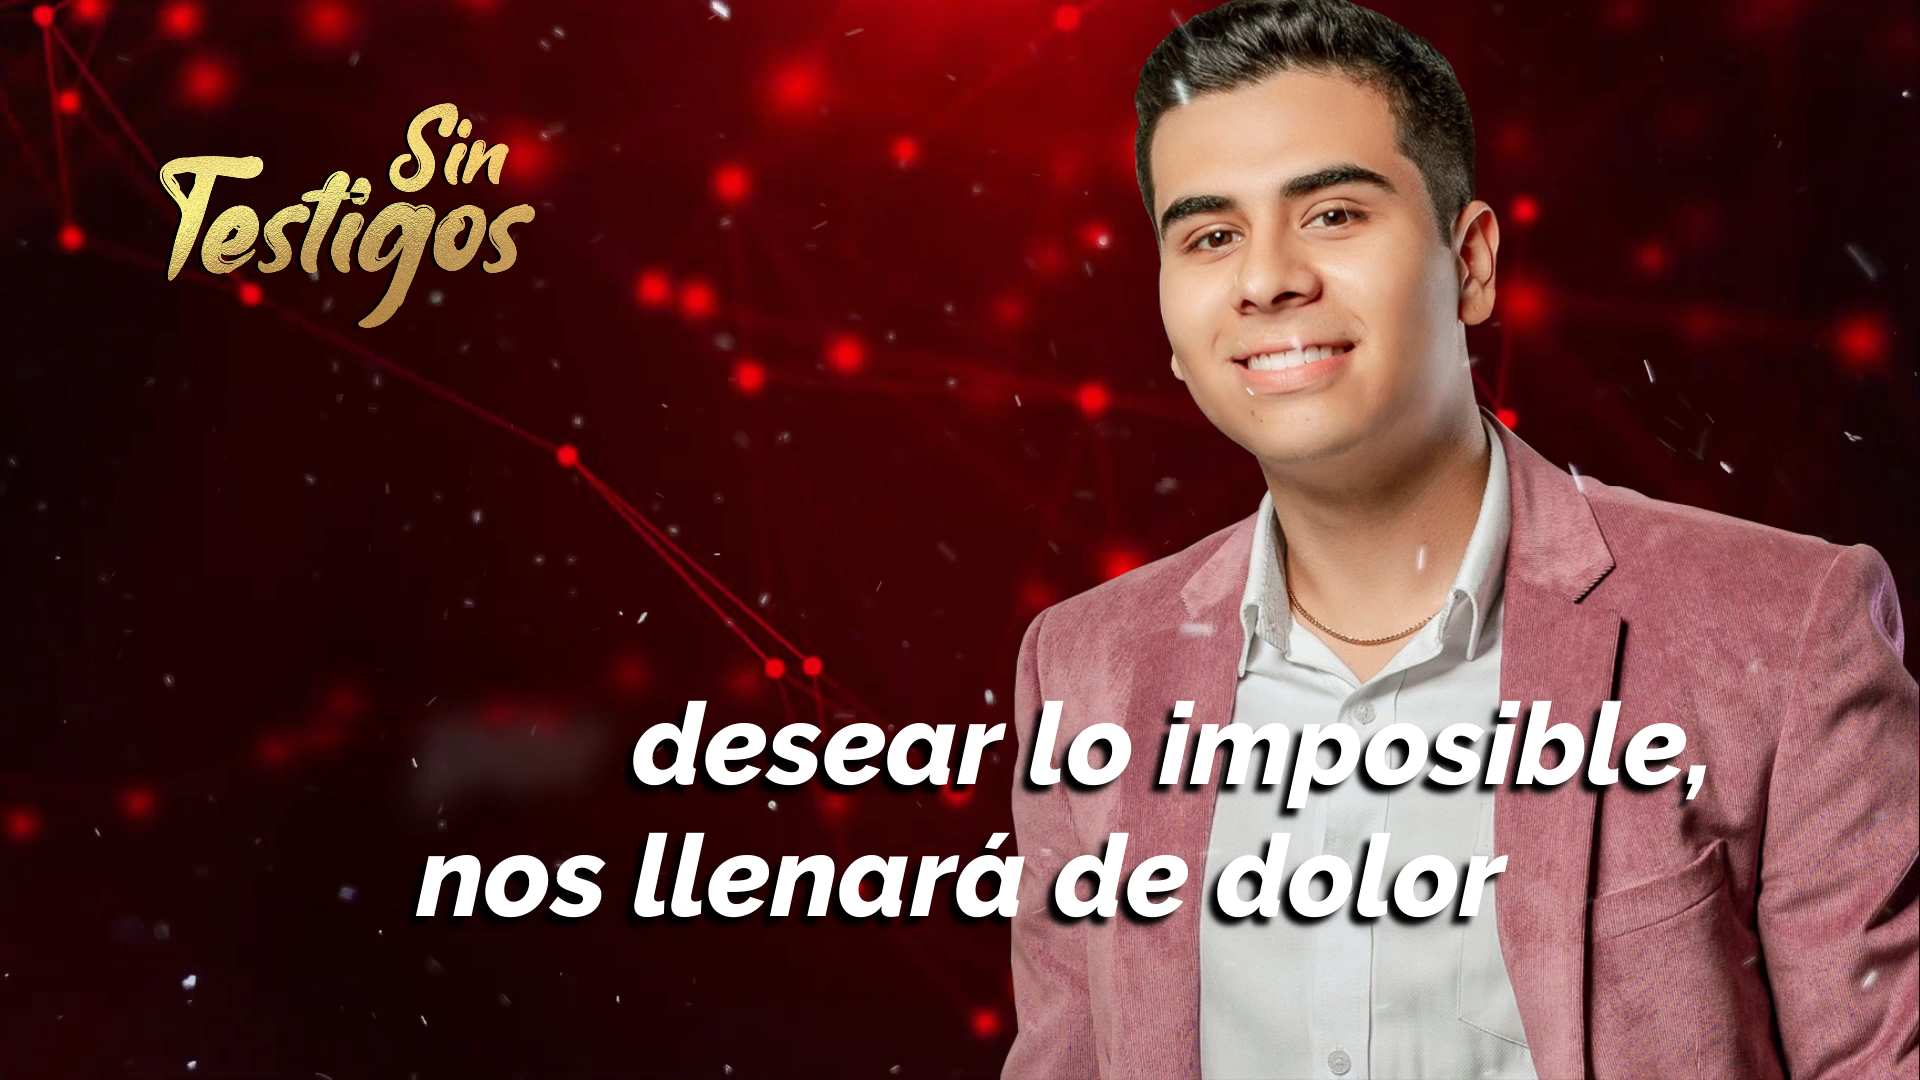 Sin
Testigos
desear lo imposible,
nos llenará de dolor